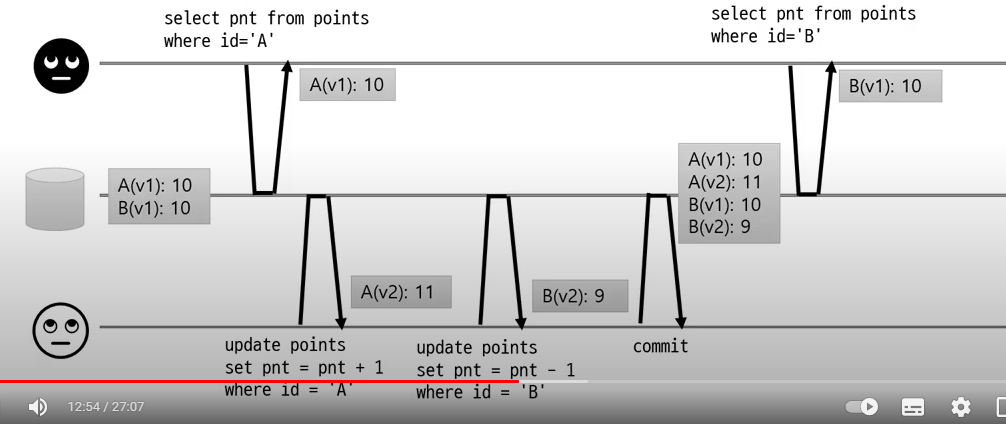 select pnt from points
where id='A'
select pnt from points
where id='B'
A(v1): 10
B(v1): 10
A(v1): 10
B(v1): 10
A(v1): 10
A(v2): 11
B(v1): 10
B(v2): 9
A(v2): 11
B(v2): 9
update points
set pnt = pnt + 1
where id = 'A'
update points
set pnt = pnt - 1
where id = 'B'
commit
12:54 / 27:07